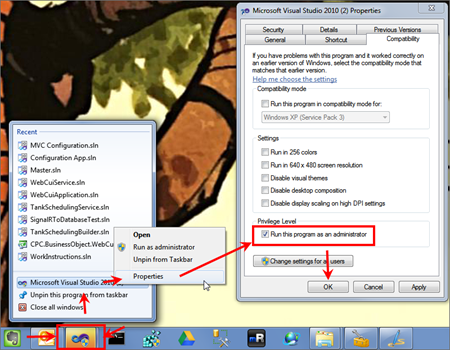 Microsoft Visual Studio 2010 (2) Properties
Security
Details
Previous Versions
General
Shortcut
Compatibility
If you have problems with this program and it worked correctly on
an earlier version of Windows, select the compatibility mode that
matches that earlier version.
Help me choose the settings
Compatibility mode
Run this program in compatibility mode for:
Windows XP (Service Pack 3)
Settings
Run in 256 colors
Run in 640 x 480 screen resolution
Disable visual themes
Disable desktop composition
Disable display scaling on high DPI settings
Privilege Level
Run this program as an administrator
Change settings for all users
OK
Cancel
Apply
Recent
MVC Configuration.sln
Configuration App.sln
Master.sln
WebCuiService.sln
WebCuiApplication.sln
TankSchedulingService.sln
SignalRToDatabaseTest.sln
TankSchedulingBuilder.sln
CPC.BusinessObject.WebCu
WorkInstructions.sln
Microsoft Visual Studio 2010
Unpin this program from taskbar
Close all windows
Open
Run as administrator
Unpin from Taskbar
Properties